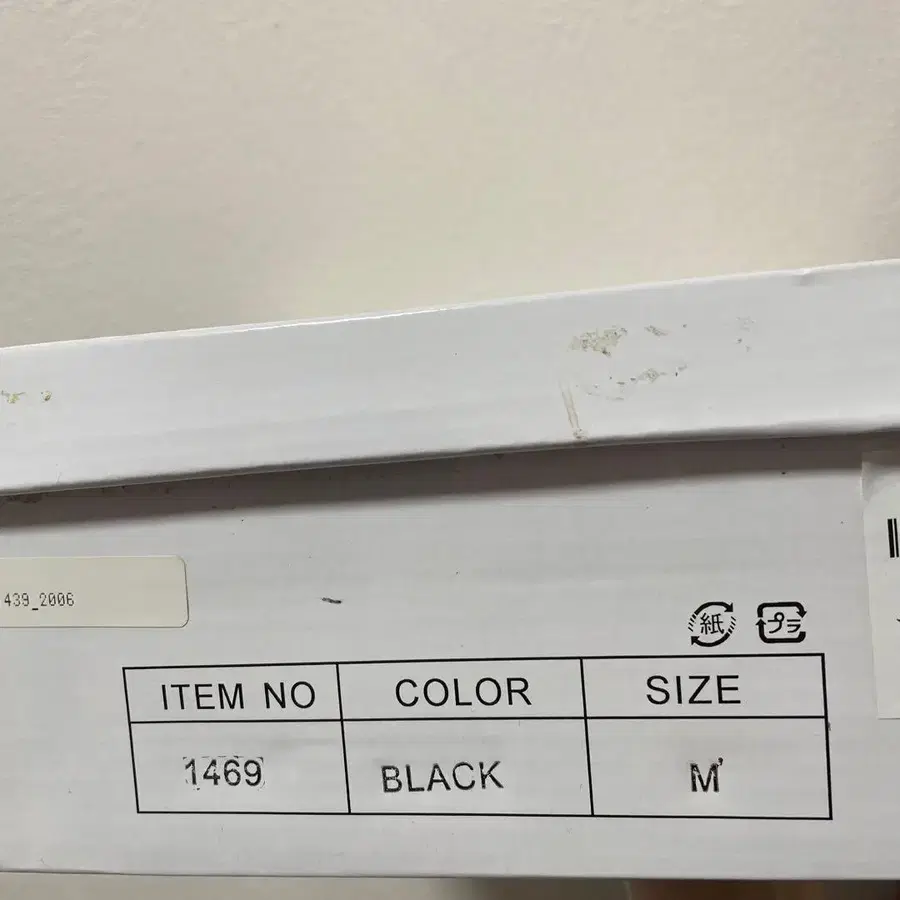 439_2006
紙 プラ
ITEM NO COLOR SIZE
1469 BLACK M